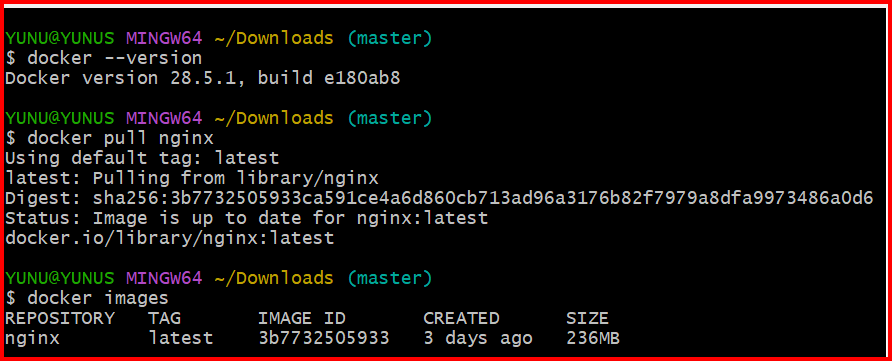 YUNU@YUNUS MINGW64 ~/Downloads (master)
$ docker --version
Docker version 28.5.1, build e180ab8
YUNU@YUNUS MINGW64 ~/Downloads (master)
$ docker pull nginx
Using default tag: latest
latest: Pulling from library/nginx
Digest: sha256:3b7732505933ca591ce4a6d860cb713ad96a3176b82f7979a8dfa9973486a0d6
Status: Image is up to date for nginx:latest
docker.io/library/nginx:latest
YUNU@YUNUS MINGW64 ~/Downloads (master)
$ docker images
REPOSITORY   TAG       IMAGE ID       CREATED      SIZE
nginx        latest    3b7732505933   3 days ago   236MB